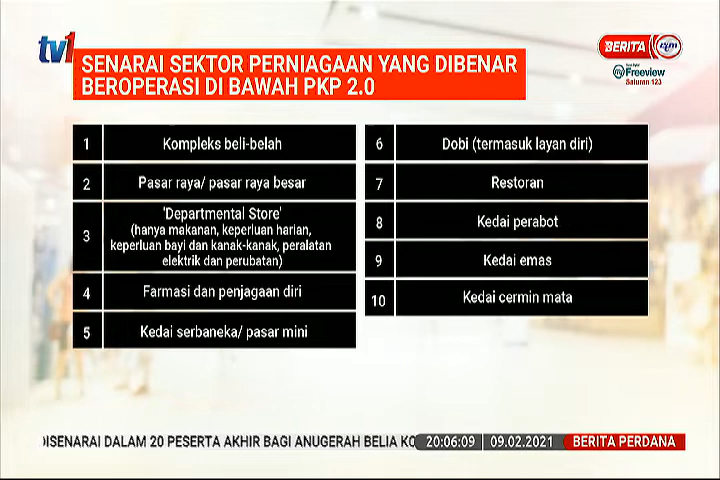 tv1
SENARAI SEKTOR PERNIAGAAN YANG DIBENAR
BEROPERASI DI BAWAH PKP 2.0
BERITA rtm
myFreeview
Saluran 123
1 Kompleks beli-belah
2 Pasar raya/ pasar raya besar
3 'Departmental Store'
(hanya makanan, keperluan harian,
keperluan bayi dan kanak-kanak, peralatan
elektrik dan perubatan)
4 Farmasi dan penjagaan diri
5 Kedai serbaneka/ pasar mini
6 Dobi (termasuk layan diri)
7 Restoran
8 Kedai perabot
9 Kedai emas
10 Kedai cermin mata
DISENARAI DALAM 20 PESERTA AKHIR BAGI ANUGERAH BELIA KO 20:06:09 09.02.2021 BERITA PERDANA